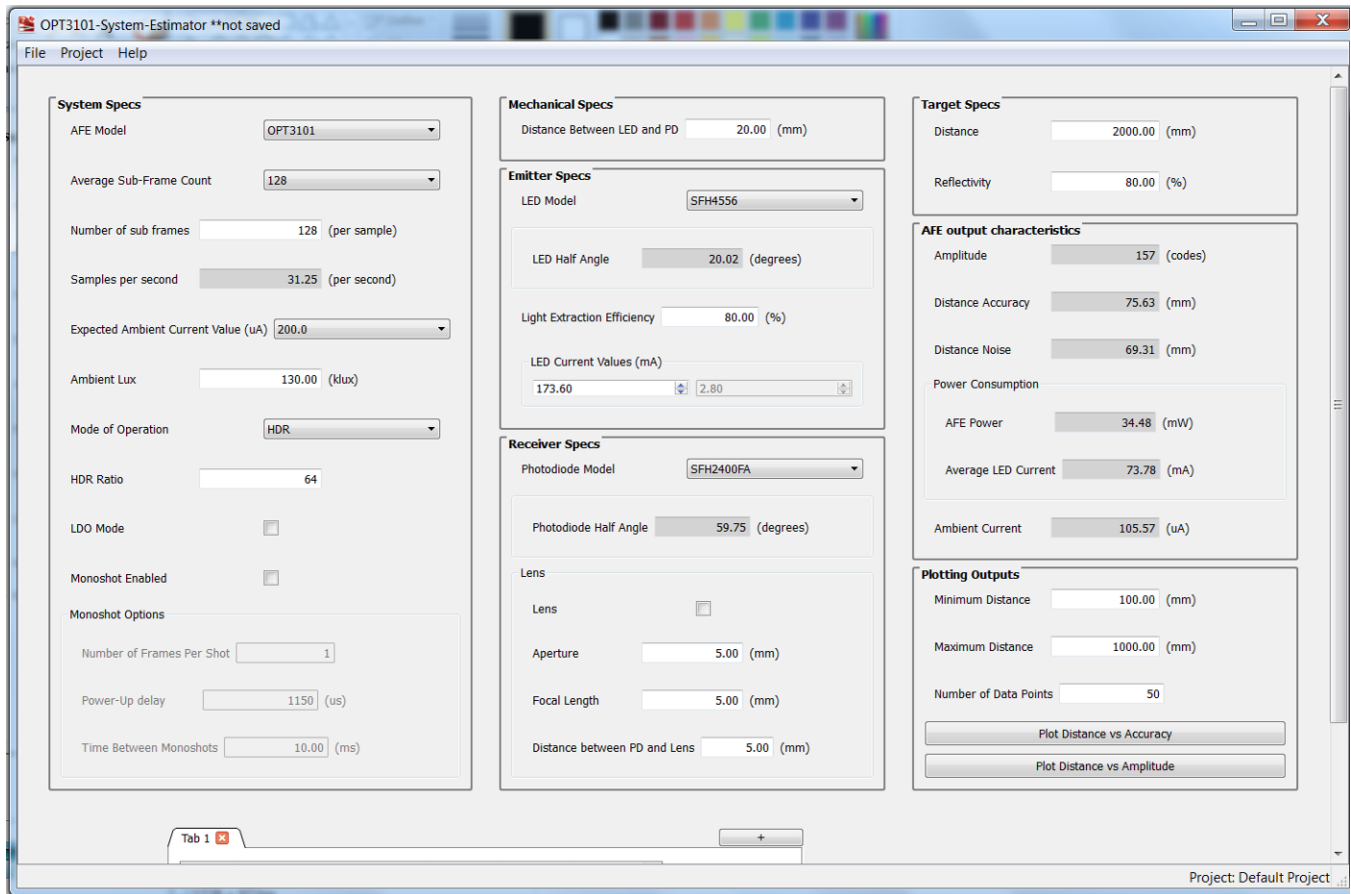 OPT3101-System-Estimator **not saved
File Project Help
System Specs
AFE Model OPT3101
Average Sub-Frame Count 128
Number of sub frames 128 (per sample)
Samples per second 31.25 (per second)
Expected Ambient Current Value (uA) 200.0
Ambient Lux 130.00 (klux)
Mode of Operation HDR
HDR Ratio 64
LDO Mode
Monoshot Enabled
Monoshot Options
Number of Frames Per Shot 1
Power-Up delay 1150 (us)
Time Between Monoshots 10.00 (ms)
Mechanical Specs
Distance Between LED and PD 20.00 (mm)
Emitter Specs
LED Model SFH4556
LED Half Angle 20.02 (degrees)
Light Extraction Efficiency 80.00 (%)
LED Current Values (mA)
173.60 2.80
Receiver Specs
Photodiode Model SFH2400FA
Photodiode Half Angle 59.75 (degrees)
Lens
Lens
Aperture 5.00 (mm)
Focal Length 5.00 (mm)
Distance between PD and Lens 5.00 (mm)
Target Specs
Distance 2000.00 (mm)
Reflectivity 80.00 (%)
AFE output characteristics
Amplitude 157 (codes)
Distance Accuracy 75.63 (mm)
Distance Noise 69.31 (mm)
Power Consumption
AFE Power 34.48 (mW)
Average LED Current 73.78 (mA)
Ambient Current 105.57 (uA)
Plotting Outputs
Minimum Distance 100.00 (mm)
Maximum Distance 1000.00 (mm)
Number of Data Points 50
Plot Distance vs Accuracy
Plot Distance vs Amplitude
Tab 1 +
Project: Default Project